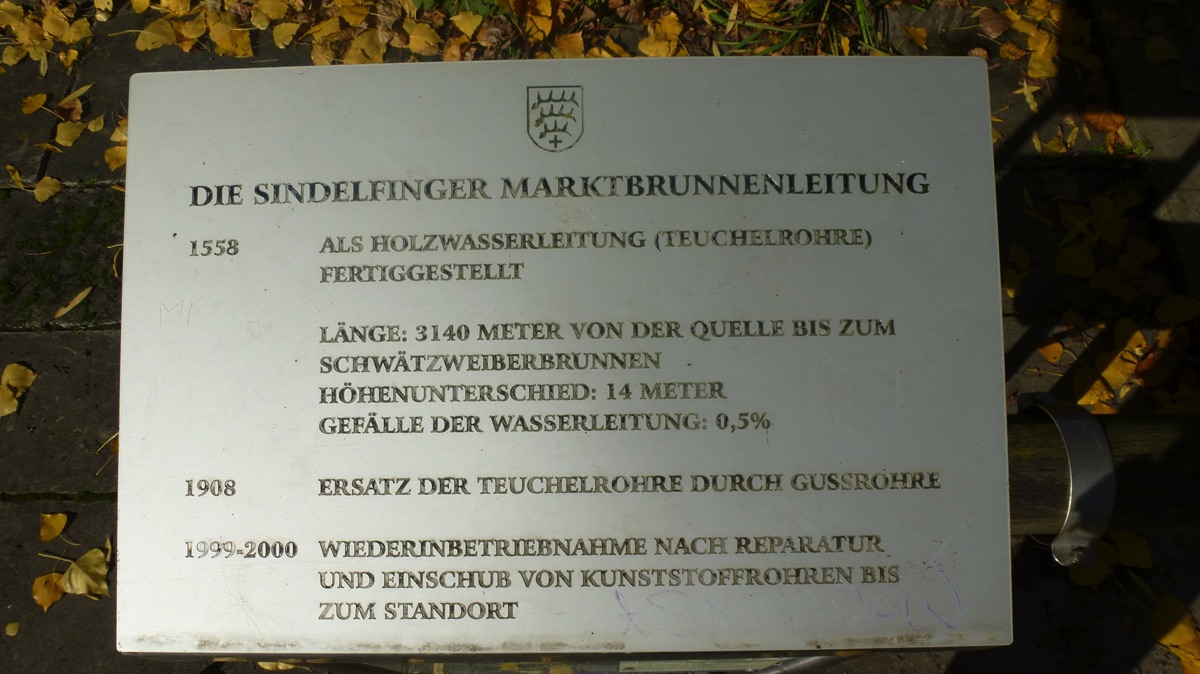 DIE SINDELFINGER MARKTBRUNNENLEITUNG
1558 ALS HOLZWASSERLEITUNG (TEUCHELROHRE)
FERTIGGESTELLT
LÄNGE: 3140 METER VON DER QUELLE BIS ZUM
SCHWÄTZWEIBERBRUNNEN
HÖHENUNTERSCHIED: 14 METER
GEFÄLLE DER WASSERLEITUNG: 0,5%
1908 ERSATZ DER TEUCHELROHRE DURCH GUSSROHRE
1999-2000 WIEDERINBETRIEBNAHME NACH REPARATUR
UND EINSCHUB VON KUNSTSTOFFROHREN BIS
ZUM STANDORT